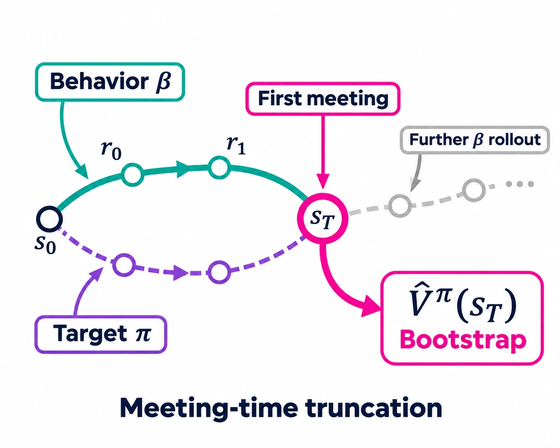 Behavior β
First meeting
r₀
r₁
Further β rollout
s₀
s_T
Target π
V̂^π(s_T)
Bootstrap
Meeting-time truncation